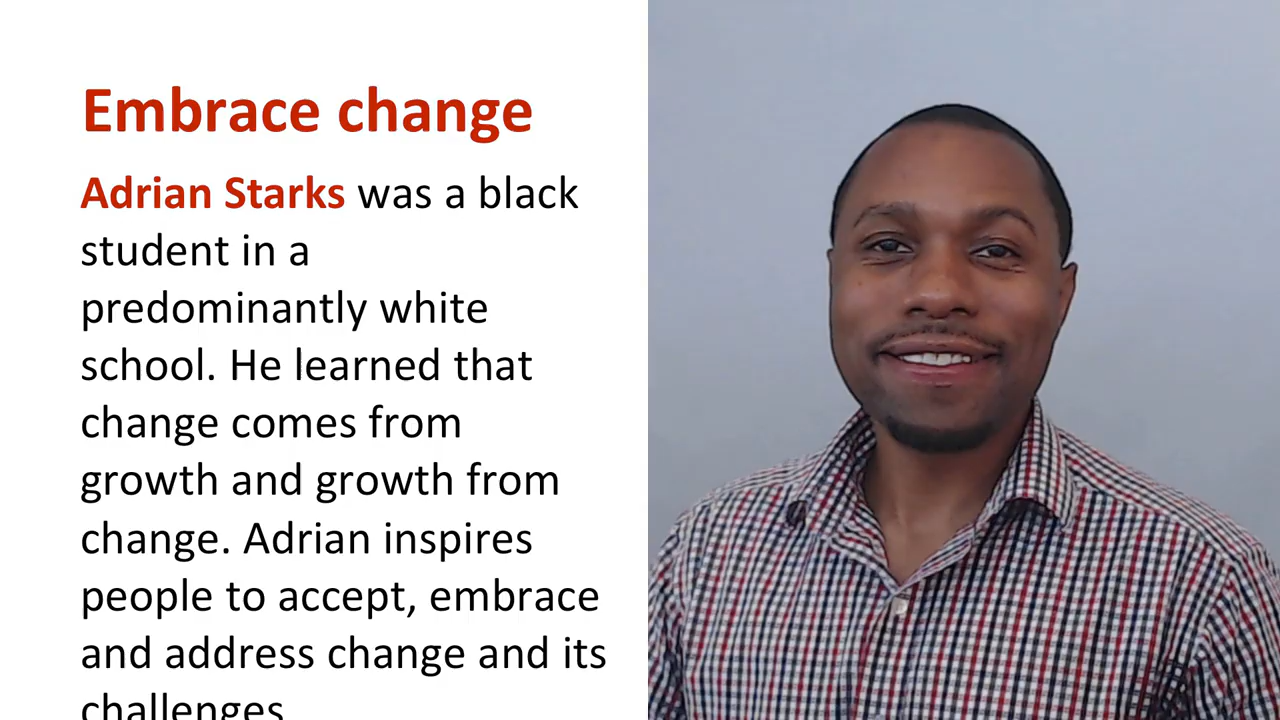 Embrace change
Adrian Starks was a black
student in a
predominantly white
school. He learned that
change comes from
growth and growth from
change. Adrian inspires
people to accept, embrace
and address change and its
challenges